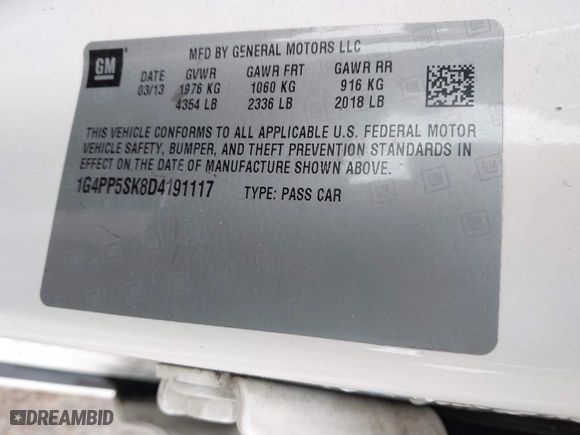 GM
MFD BY GENERAL MOTORS LLC
DATE GVWR GAWR FRT GAWR RR
03/13 1976 KG 1060 KG 916 KG
4354 LB 2336 LB 2018 LB
THIS VEHICLE CONFORMS TO ALL APPLICABLE U.S. FEDERAL MOTOR
VEHICLE SAFETY, BUMPER, AND THEFT PREVENTION STANDARDS IN
EFFECT ON THE DATE OF MANUFACTURE SHOWN ABOVE.
1G4PP5SK8D4191117 TYPE: PASS CAR
DREAMBID